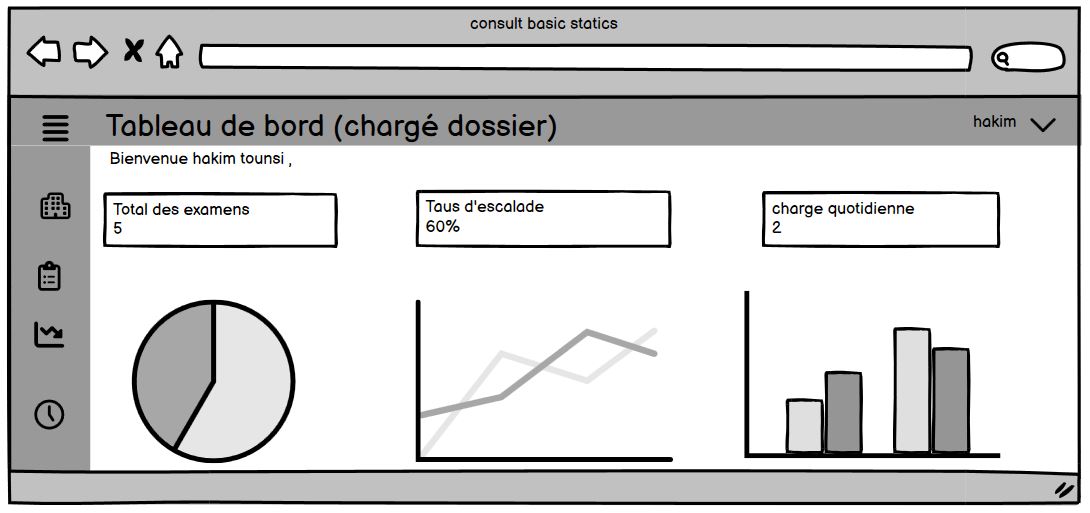 consult basic statics
Tableau de bord (chargé dossier)
hakim
Bienvenue hakim tounsi ,
Total des examens
5
Taus d'escalade
60%
charge quotidienne
2